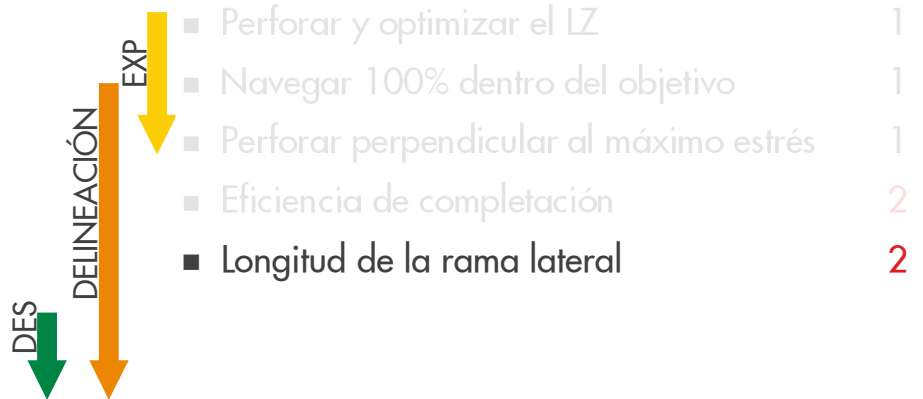 EXP
DELINEACIÓN
DES
■ Perforar y optimizar el LZ 1
■ Navegar 100% dentro del objetivo 1
■ Perforar perpendicular al máximo estrés 1
■ Eficiencia de completación 2
■ Longitud de la rama lateral 2